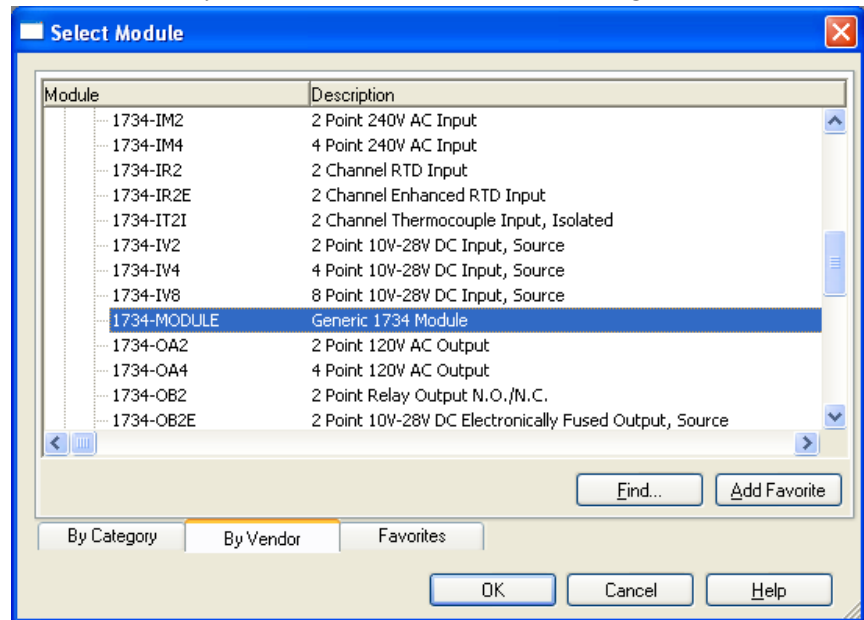 Select Module
Module Description
1734-IM2 2 Point 240V AC Input
1734-IM4 4 Point 240V AC Input
1734-IR2 2 Channel RTD Input
1734-IR2E 2 Channel Enhanced RTD Input
1734-IT2I 2 Channel Thermocouple Input, Isolated
1734-IV2 2 Point 10V-28V DC Input, Source
1734-IV4 4 Point 10V-28V DC Input, Source
1734-IV8 8 Point 10V-28V DC Input, Source
1734-MODULE Generic 1734 Module
1734-OA2 2 Point 120V AC Output
1734-OA4 4 Point 120V AC Output
1734-OB2 2 Point Relay Output N.O./N.C.
1734-OB2E 2 Point 10V-28V DC Electronically Fused Output, Source
Find... Add Favorite
By Category By Vendor Favorites
OK Cancel Help